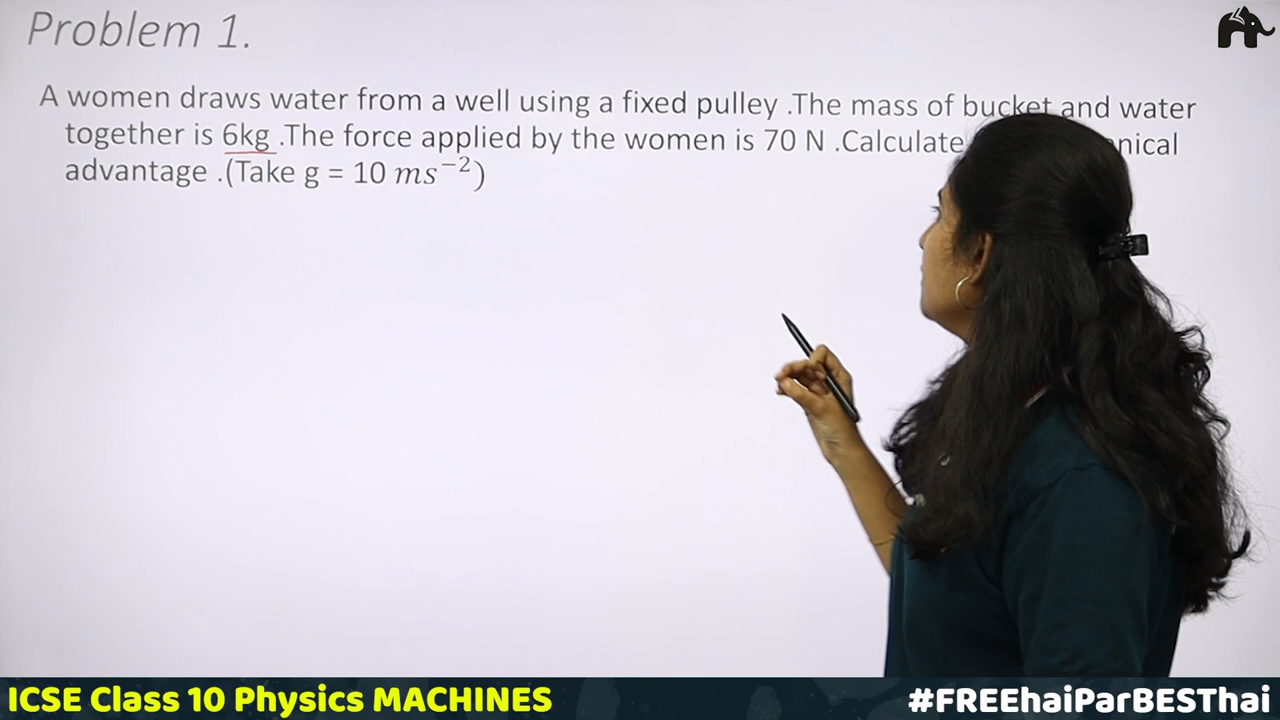 Problem 1.
A women draws water from a well using a fixed pulley .The mass of bucket and water
together is 6kg .The force applied by the women is 70 N .Calculate
advantage .(Take g = 10 ms⁻²)
ICSE Class 10 Physics MACHINES
#FREEhaiParBESThai